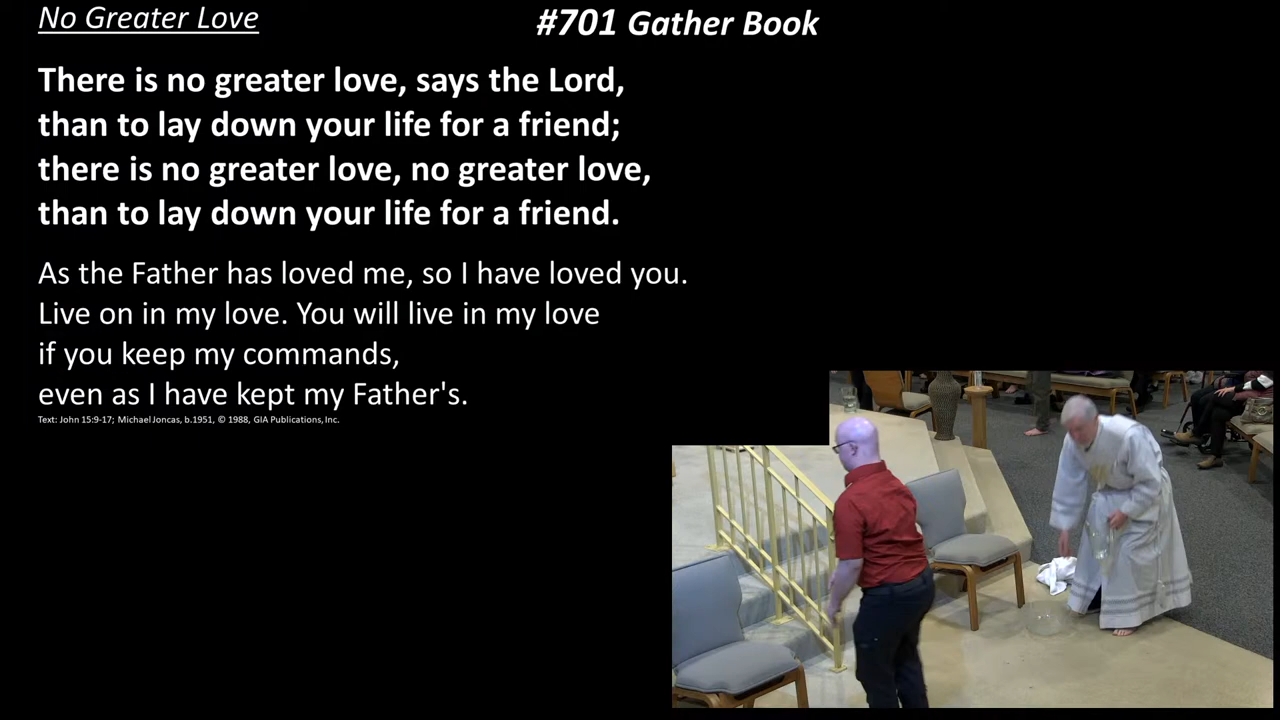 No Greater Love
#701 Gather Book
There is no greater love, says the Lord,
than to lay down your life for a friend;
there is no greater love, no greater love,
than to lay down your life for a friend.
As the Father has loved me, so I have loved you.
Live on in my love. You will live in my love
if you keep my commands,
even as I have kept my Father's.
Text: John 15:9-17; Michael Joncas, b.1951, © 1988, GIA Publications, Inc.